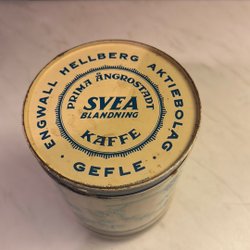 ENGWALL HELLBERG AKTIEBOLAG
· GEFLE ·
PRIMA ÅNGROSTADT
SVEA
BLANDNING
KAFFE